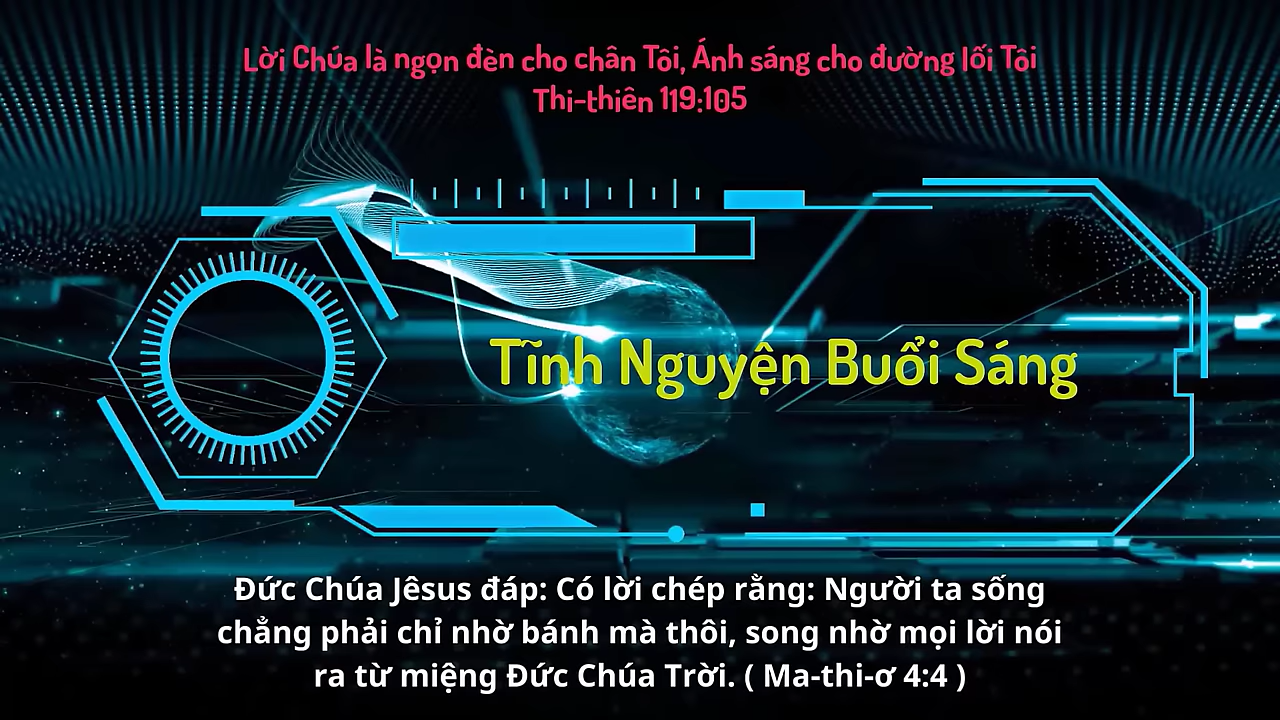 Lời Chúa là ngọn đèn cho chân Tôi, Ánh sáng cho đường lối Tôi
Thi-thiên 119:105
Tĩnh Nguyện Buổi Sáng
Đức Chúa Jêsus đáp: Có lời chép rằng: Người ta sống
chẳng phải chỉ nhờ bánh mà thôi, song nhờ mọi lời nói
ra từ miệng Đức Chúa Trời. ( Ma-thi-ơ 4:4 )